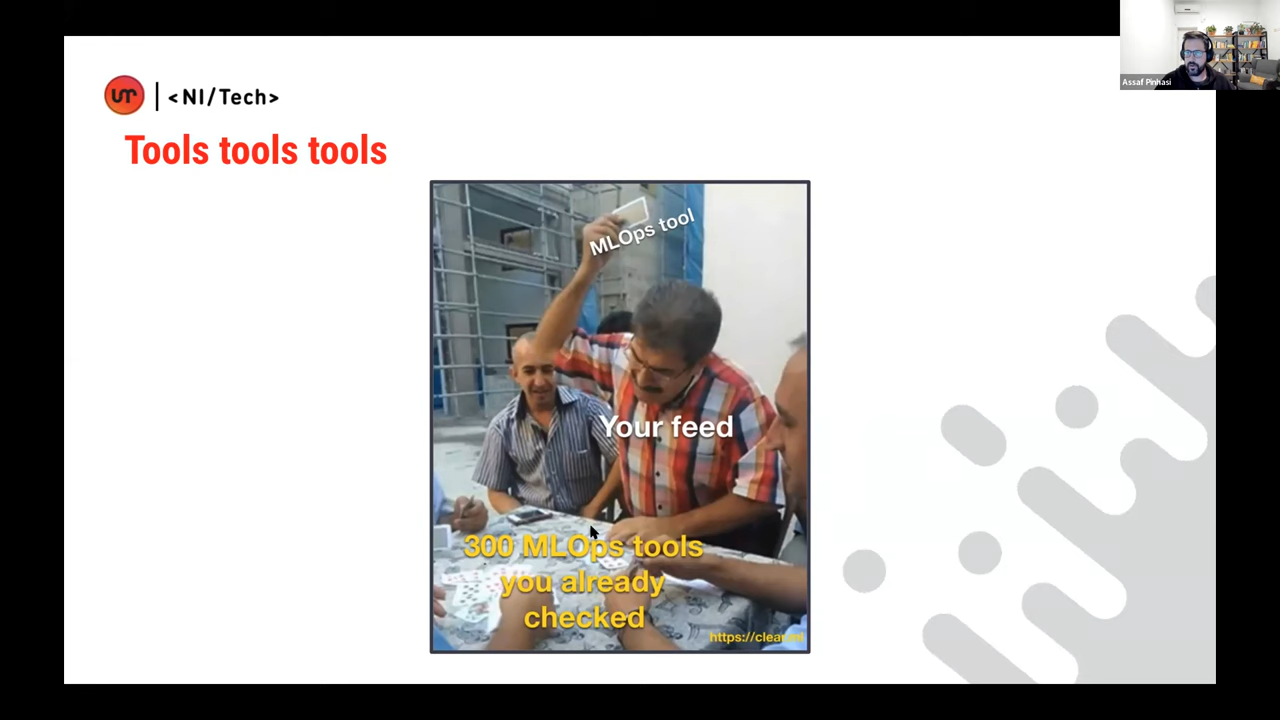 Assaf Pinhasi
<NI/Tech>
Tools tools tools
MLOps tool
Your feed
300 MLOps tools
you already
checked